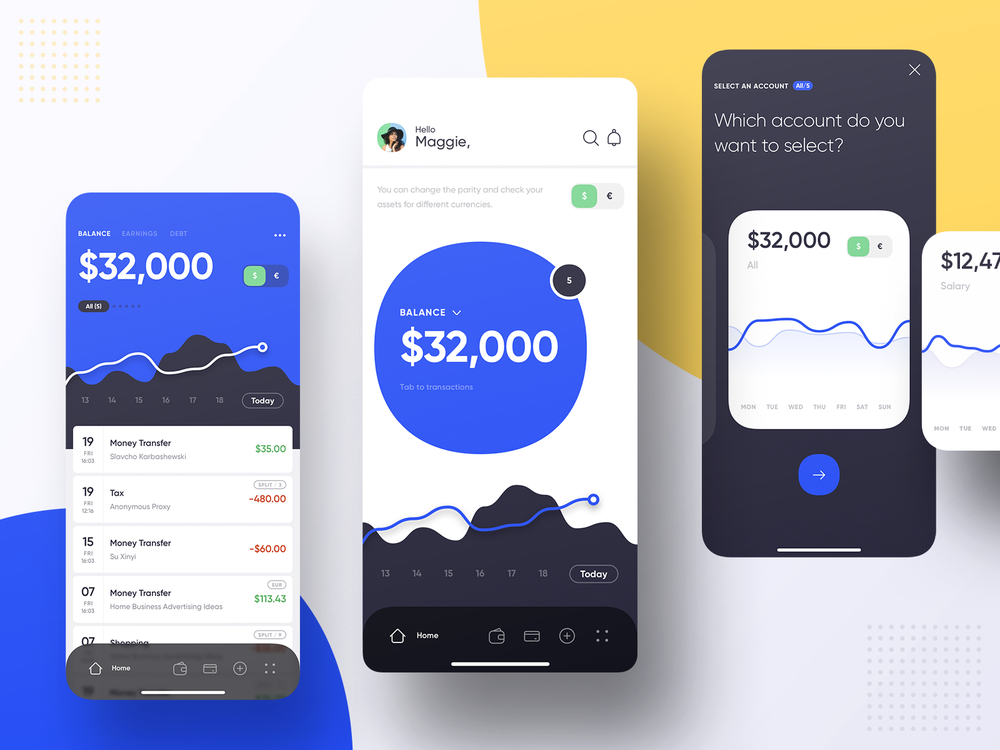 BALANCE EARNINGS DEBT
$32,000
$ €
All (5)
13 14 15 16 17 18 Today
19 FRI 16:03
Money Transfer
Slavcho Karbashewski
$35.00
19 FRI 12:16
Tax
Anonymous Proxy
SPLIT / 3
-480.00
15 FRI 16:03
Money Transfer
Su Xinyi
-$60.00
07 FRI 16:03
Money Transfer
Home Business Advertising Ideas
EUR
$113.43
07
Shopping
SPLIT / 8
Home
Hello
Maggie,
You can change the parity and check your
assets for different currencies.
$ €
5
BALANCE
$32,000
Tab to transactions
13 14 15 16 17 18 Today
Home
SELECT AN ACCOUNT All/5
Which account do you
want to select?
$32,000
All
$ €
MON TUE WED THU FRI SAT SUN
$12,47
Salary
MON TUE WED